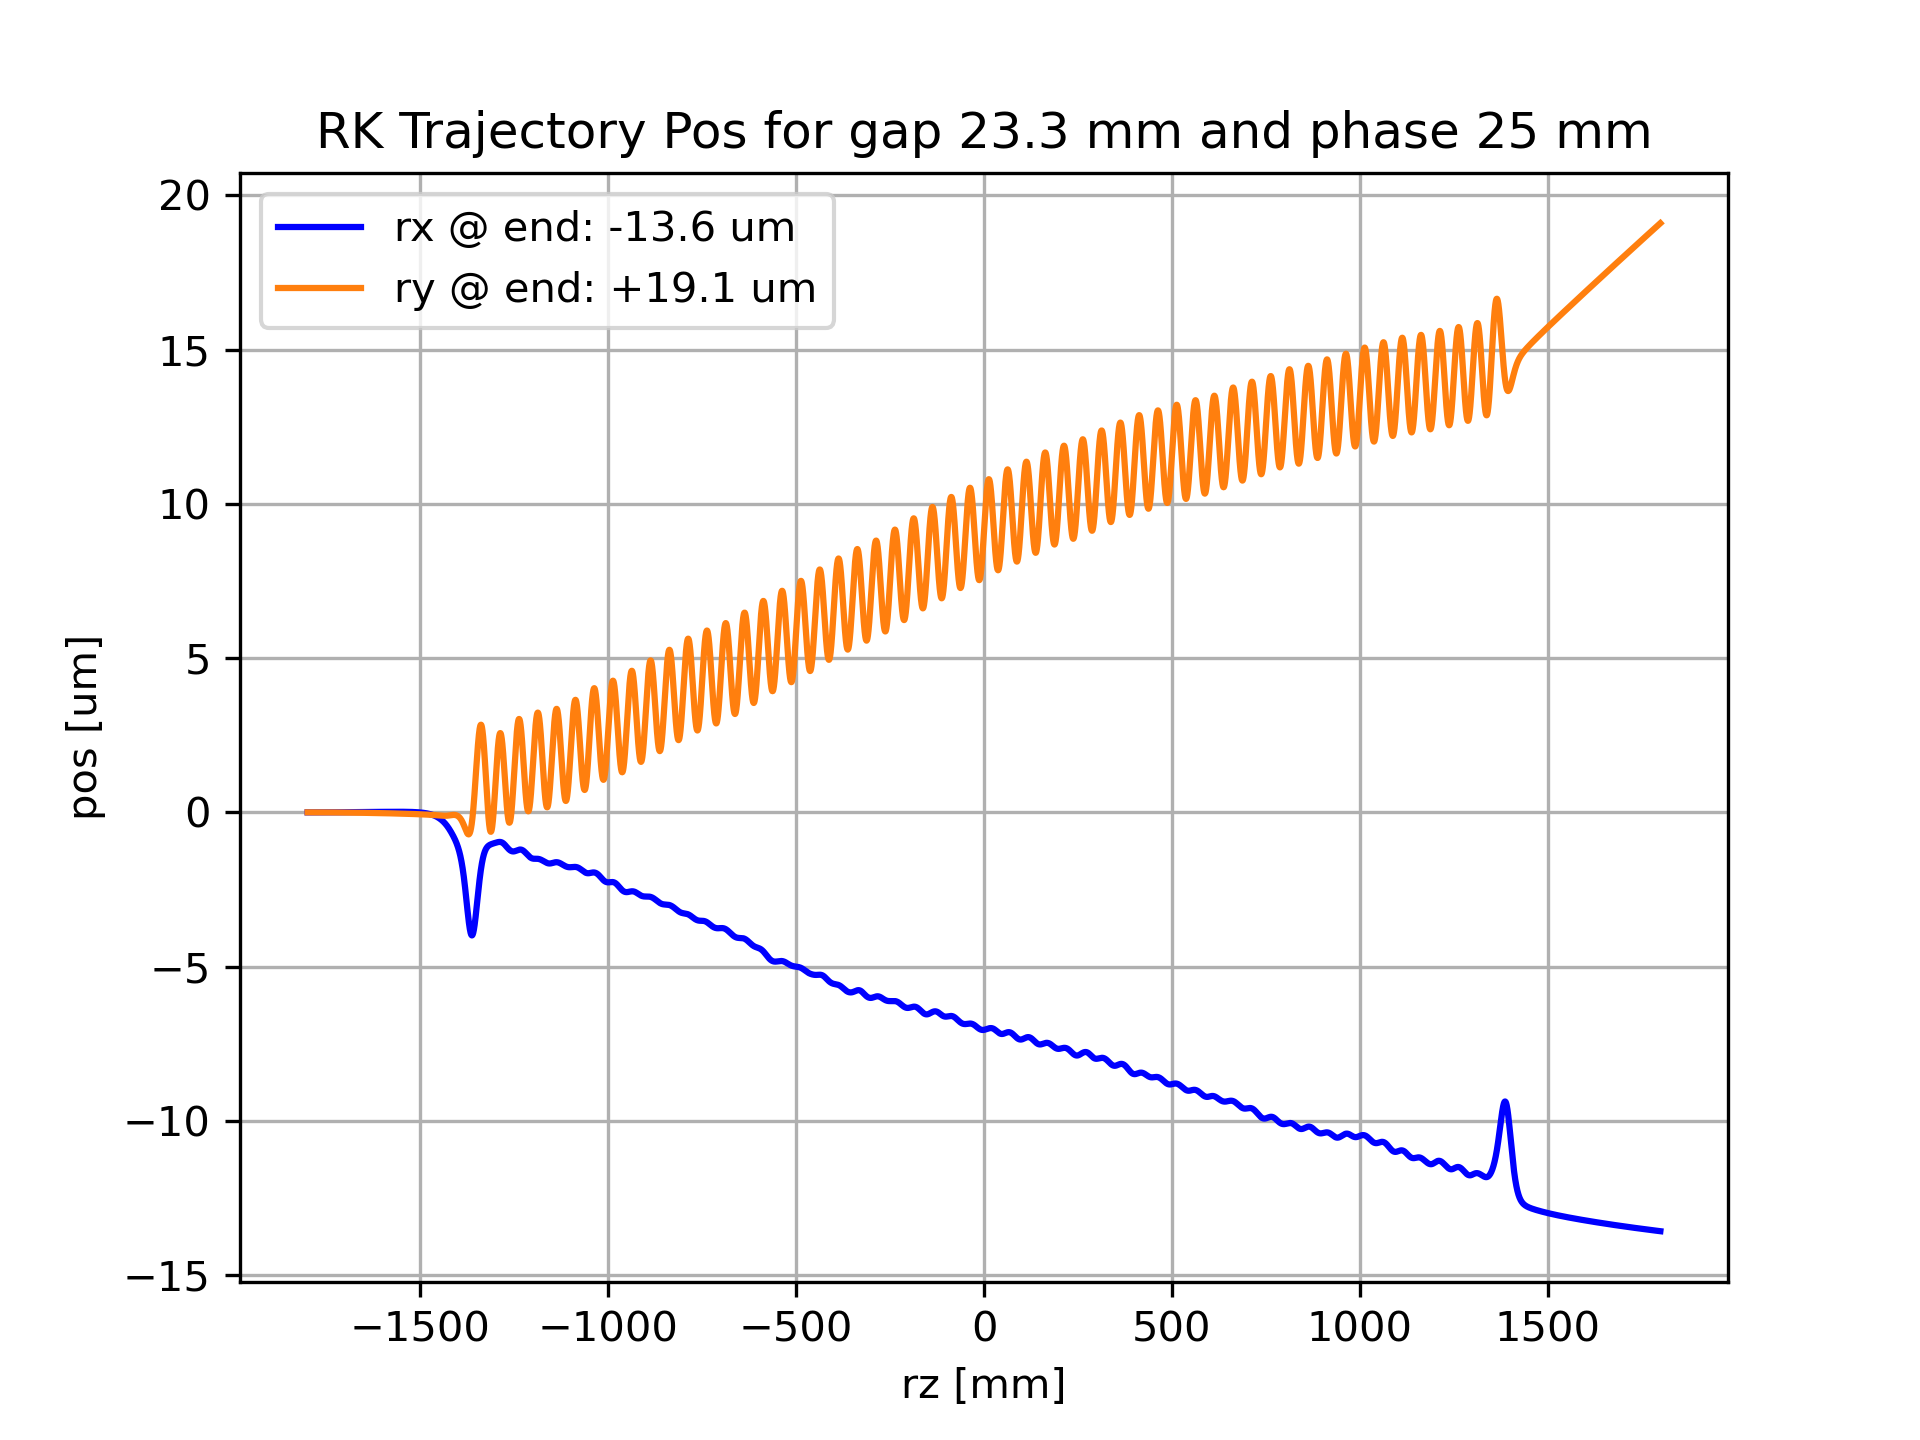 RK Trajectory Pos for gap 23.3 mm and phase 25 mm
rx @ end: -13.6 um
ry @ end: +19.1 um
20
15
10
5
0
−5
−10
−15
pos [um]
−1500 −1000 −500 0 500 1000 1500
rz [mm]